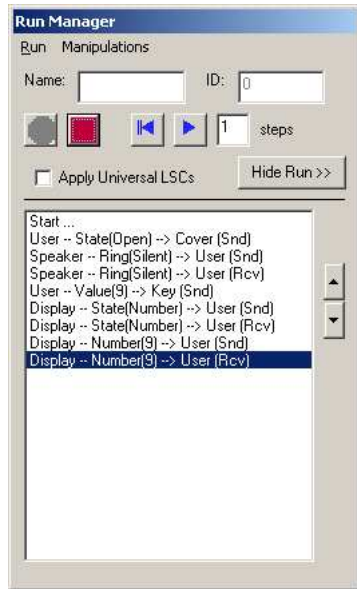 Run Manager
Run Manipulations
Name: ID: 0
1 steps
Apply Universal LSCs Hide Run >>
Start ...
User -- State(Open) --> Cover (Snd)
Speaker -- Ring(Silent) --> User (Snd)
Speaker -- Ring(Silent) --> User (Rcv)
User -- Value(9) --> Key (Snd)
Display -- State(Number) --> User (Snd)
Display -- State(Number) --> User (Rcv)
Display -- Number(9) --> User (Snd)
Display -- Number(9) --> User (Rcv)